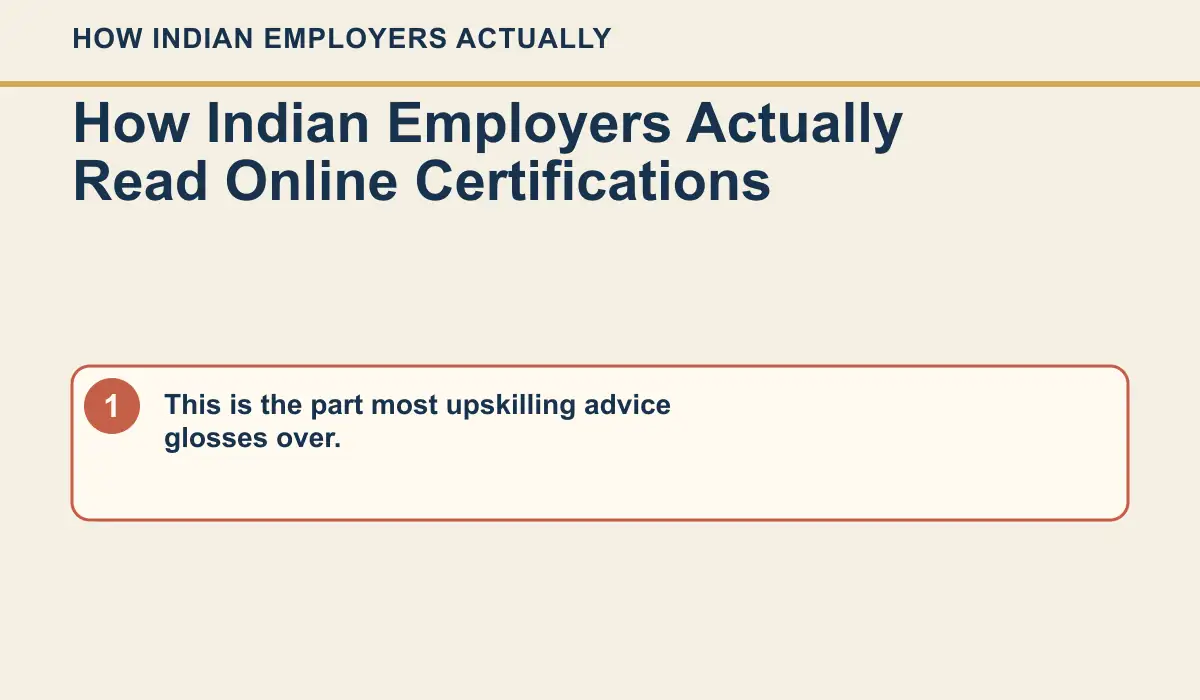 HOW INDIAN EMPLOYERS ACTUALLY
How Indian Employers Actually
Read Online Certifications
1
This is the part most upskilling advice
glosses over.